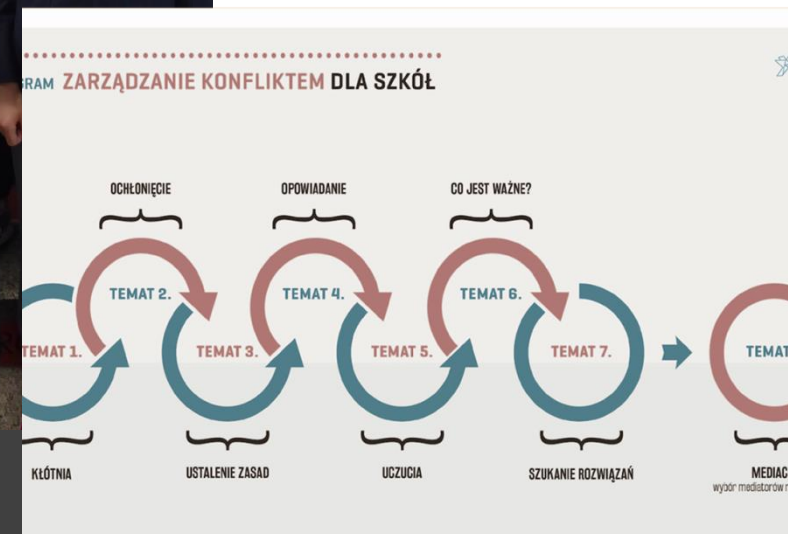 GRAM ZARZĄDZANIE KONFLIKTEM DLA SZKÓŁ
OCHŁONIĘCIE
OPOWIADANIE
CO JEST WAŻNE?
TEMAT 2.
TEMAT 4.
TEMAT 6.
TEMAT 1.
TEMAT 3.
TEMAT 5.
TEMAT 7.
TEMAT
KŁÓTNIA
USTALENIE ZASAD
UCZUCIA
SZUKANIE ROZWIĄZAŃ
MEDIAC
wybór mediatorów